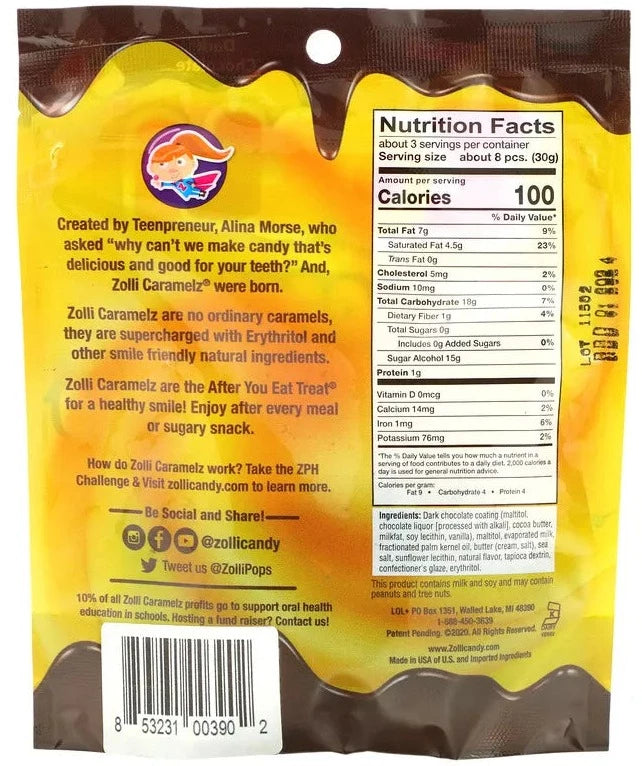 Created by Teenpreneur, Alina Morse, who
asked “why can’t we make candy that’s
delicious and good for your teeth?” And,
Zolli Caramelz® were born.
Zolli Caramelz are no ordinary caramels,
they are supercharged with Erythritol and
other smile friendly natural ingredients.
Zolli Caramelz are the After You Eat Treat®
for a healthy smile! Enjoy after every meal
or sugary snack.
How do Zolli Caramelz work? Take the ZPH
Challenge & Visit zollicandy.com to learn more.
Be Social and Share!
@zollicandy
Tweet us @ZolliPops
10% of all Zolli Caramelz profits go to support oral health
education in schools. Hosting a fund raiser? Contact us!
8 53231 00390 2
Nutrition Facts
about 3 servings per container
Serving size about 8 pcs. (30g)
Amount per serving
Calories 100
% Daily Value*
Total Fat 7g 9%
Saturated Fat 4.5g 23%
Trans Fat 0g
Cholesterol 5mg 2%
Sodium 10mg 0%
Total Carbohydrate 18g 7%
Dietary Fiber 1g 4%
Total Sugars 0g
Includes 0g Added Sugars 0%
Sugar Alcohol 15g
Protein 1g
Vitamin D 0mcg 0%
Calcium 14mg 2%
Iron 1mg 6%
Potassium 76mg 2%
*The % Daily Value tells you how much a nutrient in a
serving of food contributes to a daily diet. 2,000 calories a
day is used for general nutrition advice.
Calories per gram:
Fat 9 • Carbohydrate 4 • Protein 4
Ingredients: Dark chocolate coating (maltitol,
chocolate liquor [processed with alkali], cocoa butter,
milkfat, soy lecithin, vanilla), maltitol, evaporated milk,
fractionated palm kernel oil, butter (cream, salt), sea
salt, sunflower lecithin, natural flavor, tapioca dextrin,
confectioner's glaze, erythritol.
This product contains milk and soy and may contain
peanuts and tree nuts.
LOL• PO Box 1351, Walled Lake, MI 48390
1-888-450-3639
Patent Pending. ©2020. All Rights Reserved.
www.Zollicandy.com
Made in USA of U.S. and Imported Ingredients
LOT 11502